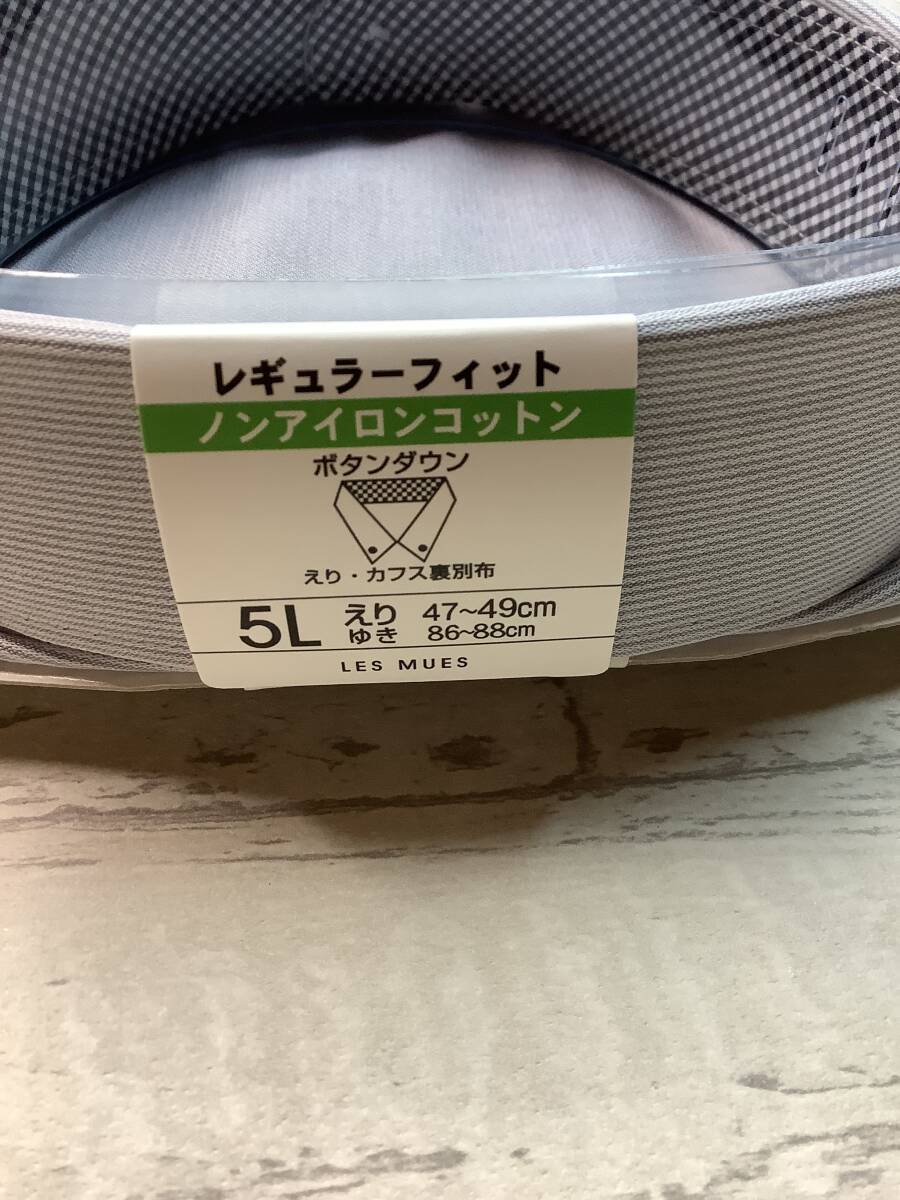 レギュラーフィット
ノンアイロンコットン
ボタンダウン
えり・カフス裏別布
5L えり 47~49cm
ゆき 86~88cm
LES MUES